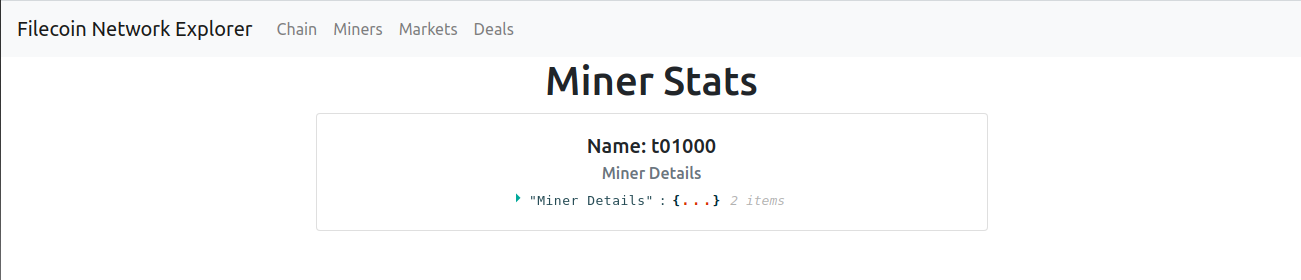 Filecoin Network Explorer Chain Miners Markets Deals
Miner Stats
Name: t01000
Miner Details
"Miner Details" : {...} 2 items